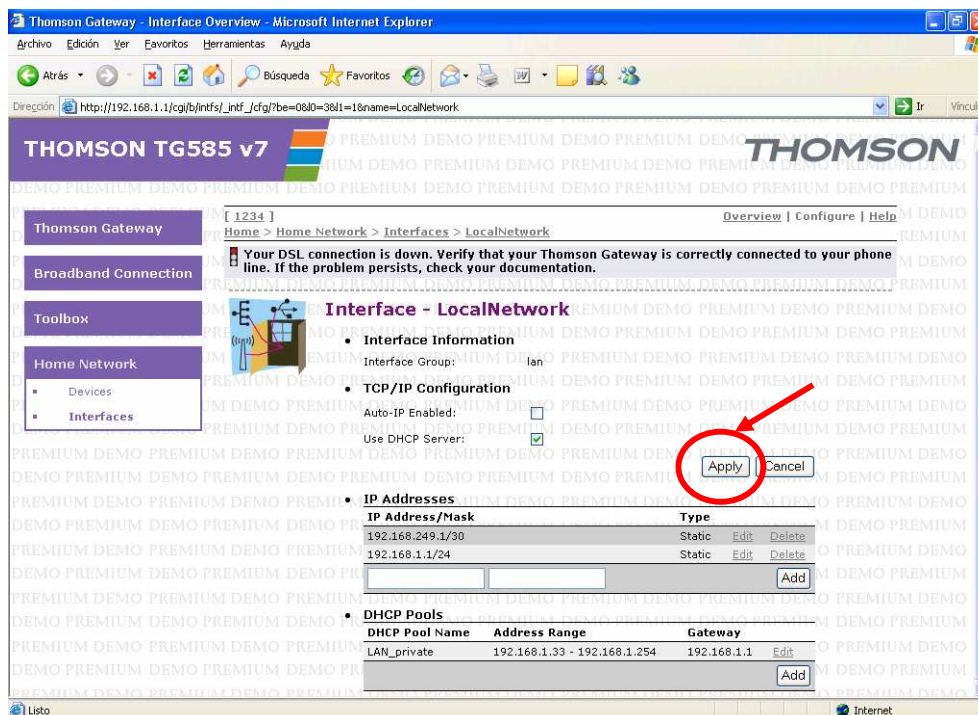 Thomson Gateway - Interface Overview - Microsoft Internet Explorer
Archivo Edición Ver Favoritos Herramientas Ayuda
Atrás Búsqueda Favoritos
Dirección http://192.168.1.1/cgi/b/intfs/_intf_/cfg/?be=0&l0=3&l1=1&name=LocalNetwork Ir
THOMSON TG585 v7
THOMSON
[ 1234 ] Overview | Configure | Help
Home > Home Network > Interfaces > LocalNetwork
Thomson Gateway
Broadband Connection
Toolbox
Home Network
Devices
Interfaces
Your DSL connection is down. Verify that your Thomson Gateway is correctly connected to your phone
line. If the problem persists, check your documentation.
Interface - LocalNetwork
Interface Information
Interface Group: lan
TCP/IP Configuration
Auto-IP Enabled:
Use DHCP Server:
Apply Cancel
IP Addresses
IP Address/Mask Type
192.168.249.1/30 Static Edit Delete
192.168.1.1/24 Static Edit Delete
Add
DHCP Pools
DHCP Pool Name Address Range Gateway
LAN_private 192.168.1.33 - 192.168.1.254 192.168.1.1 Edit
Add
Listo Internet